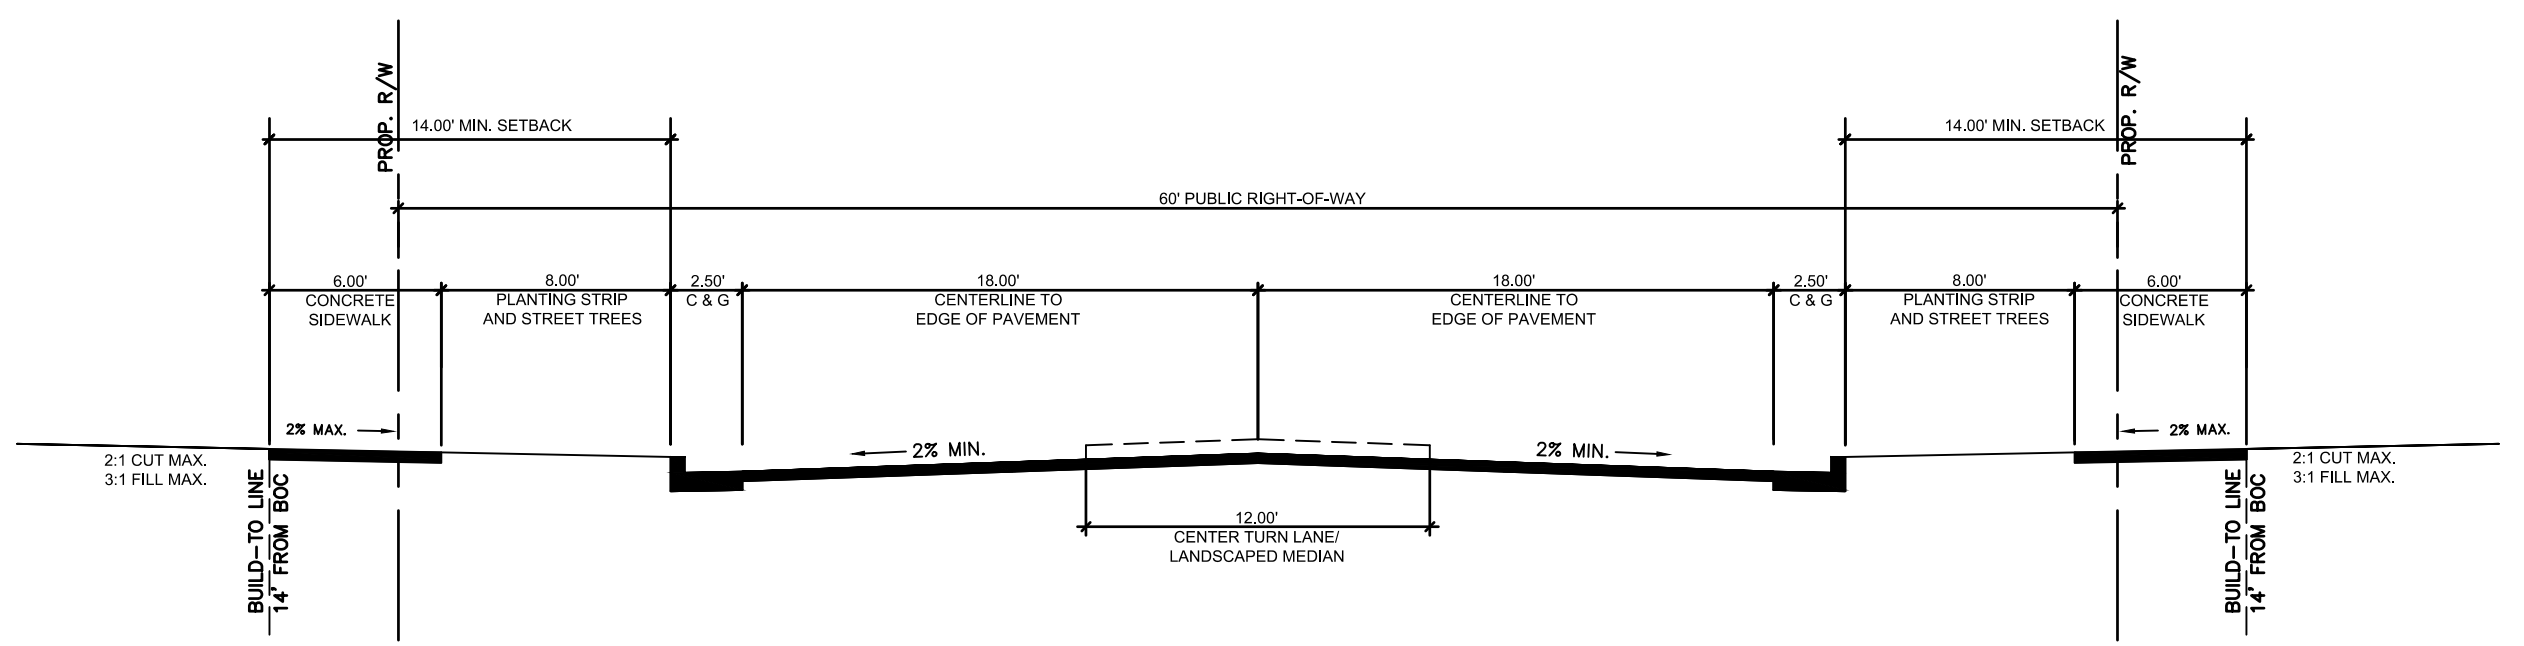 PROP. R/W
PROP. R/W
14.00' MIN. SETBACK
14.00' MIN. SETBACK
60' PUBLIC RIGHT-OF-WAY
6.00'
CONCRETE
SIDEWALK
8.00'
PLANTING STRIP
AND STREET TREES
2.50'
C & G
18.00'
CENTERLINE TO
EDGE OF PAVEMENT
18.00'
CENTERLINE TO
EDGE OF PAVEMENT
2.50'
C & G
8.00'
PLANTING STRIP
AND STREET TREES
6.00'
CONCRETE
SIDEWALK
2% MAX.
2% MIN.
2% MIN.
2% MAX.
2:1 CUT MAX.
3:1 FILL MAX.
2:1 CUT MAX.
3:1 FILL MAX.
BUILD-TO LINE
14' FROM BOC
12.00'
CENTER TURN LANE/
LANDSCAPED MEDIAN
BUILD-TO LINE
14' FROM BOC